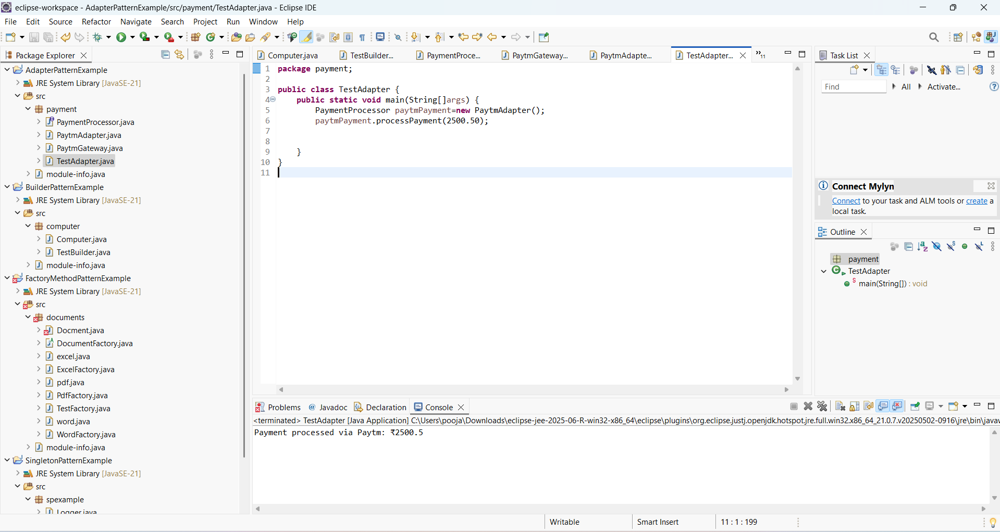 eclipse-workspace - AdapterPatternExample/src/payment/TestAdapter.java - Eclipse IDE
File Edit Source Refactor Navigate Search Project Run Window Help
Package Explorer
AdapterPatternExample
JRE System Library [JavaSE-21]
src
payment
PaymentProcessor.java
PaytmAdapter.java
PaytmGateway.java
TestAdapter.java
module-info.java
BuilderPatternExample
JRE System Library [JavaSE-21]
src
computer
Computer.java
TestBuilder.java
module-info.java
FactoryMethodPatternExample
JRE System Library [JavaSE-21]
src
documents
Docment.java
DocumentFactory.java
excel.java
ExcelFactory.java
pdf.java
PdfFactory.java
TestFactory.java
word.java
WordFactory.java
module-info.java
SingletonPatternExample
JRE System Library [JavaSE-21]
src
spexample
Logger.java
Computer.java TestBuilder... PaymentProce... PaytmGateway... PaytmAdapte... TestAdapter... »11
1 package payment;
2
3 public class TestAdapter {
4 public static void main(String[]args) {
5 PaymentProcessor paytmPayment=new PaytmAdapter();
6 paytmPayment.processPayment(2500.50);
7
8
9 }
10 }
11
Problems @ Javadoc Declaration Console
<terminated> TestAdapter [Java Application] C:\Users\pooja\Downloads\eclipse-jee-2025-06-R-win32-x86_64\eclipse\plugins\org.eclipse.justj.openjdk.hotspot.jre.full.win32.x86_64_21.0.7.v20250502-0916\jre\bin\javaw
Payment processed via Paytm: ₹2500.5
Task List
Find All Activate...
Connect Mylyn
Connect to your task and ALM tools or create a
local task.
Outline
payment
TestAdapter
main(String[]) : void
Writable Smart Insert 11 : 1 : 199